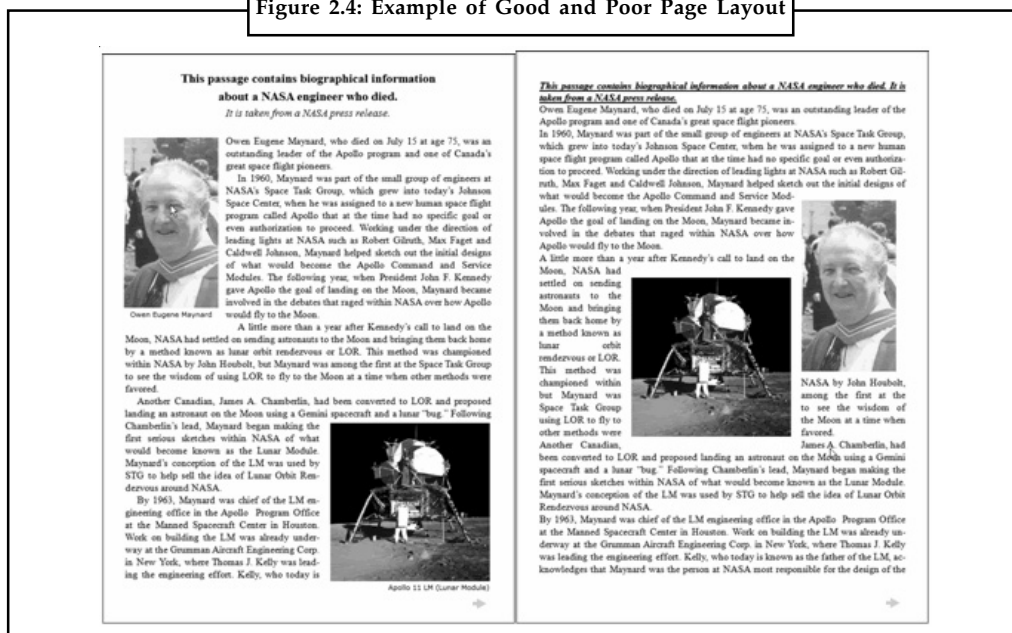 Figure 2.4: Example of Good and Poor Page Layout
This passage contains biographical information
about a NASA engineer who died.
It is taken from a NASA press release.
Owen Eugene Maynard, who died on July 15 at age 75, was an
outstanding leader of the Apollo program and one of Canada's
great space flight pioneers.
In 1960, Maynard was part of the small group of engineers at
NASA's Space Task Group, which grew into today's Johnson
Space Center, when he was assigned to a new human space flight
program called Apollo that at the time had no specific goal or
even authorization to proceed. Working under the direction of
leading lights at NASA such as Robert Gilruth, Max Faget and
Caldwell Johnson, Maynard helped sketch out the initial designs
of what would become the Apollo Command and Service
Modules. The following year, when President John F. Kennedy
gave Apollo the goal of landing on the Moon, Maynard became
involved in the debates that raged within NASA over how Apollo
would fly to the Moon.
Owen Eugene Maynard
A little more than a year after Kennedy's call to land on the
Moon, NASA had settled on sending astronauts to the Moon and bringing them back home
by a method known as lunar orbit rendezvous or LOR. This method was championed
within NASA by John Houbolt, but Maynard was among the first at the Space Task Group
to see the wisdom of using LOR to fly to the Moon at a time when other methods were
favored.
Another Canadian, James A. Chamberlin, had been converted to LOR and proposed
landing an astronaut on the Moon using a Gemini spacecraft and a lunar "bug." Following
Chamberlin's lead, Maynard began making the
first serious sketches within NASA of what
would become known as the Lunar Module.
Maynard's conception of the LM was used by
STG to help sell the idea of Lunar Orbit Ren-
dezvous around NASA.
By 1963, Maynard was chief of the LM en-
gineering office in the Apollo Program Office
at the Manned Spacecraft Center in Houston.
Work on building the LM was already under-
way at the Grumman Aircraft Engineering Corp.
in New York, where Thomas J. Kelly was lead-
ing the engineering effort. Kelly, who today is
Apollo 11 LM (Lunar Module)
This passage contains biographical information about a NASA engineer who died. It is
taken from a NASA press release.
Owen Eugene Maynard, who died on July 15 at age 75, was an outstanding leader of the
Apollo program and one of Canada's great space flight pioneers.
In 1960, Maynard was part of the small group of engineers at NASA's Space Task Group,
which grew into today's Johnson Space Center, when he was assigned to a new human
space flight program called Apollo that at the time had no specific goal or even authoriza-
tion to proceed. Working under the direction of leading lights at NASA such as Robert Gil-
ruth, Max Faget and Caldwell Johnson, Maynard helped sketch out the initial designs of
what would become the Apollo Command and Service Mod-
ules. The following year, when President John F. Kennedy gave
Apollo the goal of landing on the Moon, Maynard became in-
volved in the debates that raged within NASA over how
Apollo would fly to the Moon.
A little more than a year after Kennedy's call to land on the
Moon, NASA had
settled on sending
astronauts to the
Moon and bringing
them back home by
a method known as
lunar orbit
rendezvous or LOR.
This method was
championed within
NASA by John Houbolt,
but Maynard was
among the first at the
Space Task Group
to see the wisdom of
using LOR to fly to
the Moon at a time when
other methods were
favored.
Another Canadian,
James A. Chamberlin, had
been converted to LOR and proposed landing an astronaut on the Moon using a Gemini
spacecraft and a lunar "bug." Following Chamberlin's lead, Maynard began making the
first serious sketches within NASA of what would become known as the Lunar Module.
Maynard's conception of the LM was used by STG to help sell the idea of Lunar Orbit
Rendezvous around NASA.
By 1963, Maynard was chief of the LM engineering office in the Apollo Program Office
at the Manned Spacecraft Center in Houston. Work on building the LM was already un-
derway at the Grumman Aircraft Engineering Corp. in New York, where Thomas J. Kelly
was leading the engineering effort. Kelly, who today is known as the father of the LM, ac-
knowledges that Maynard was the person at NASA most responsible for the design of the